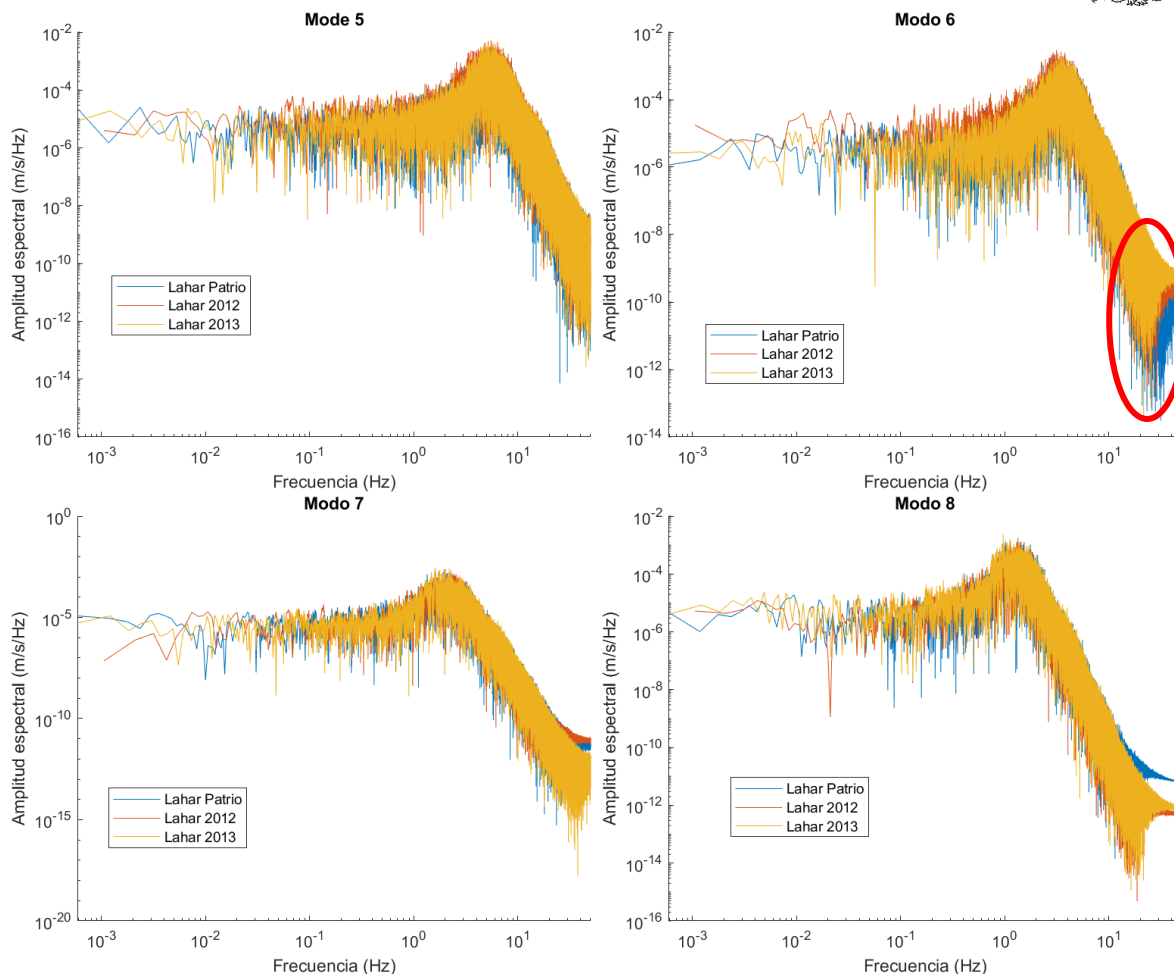 Mode 5
10^-2
10^-4
10^-6
10^-8
10^-10
10^-12
10^-14
10^-16
Amplitud espectral (m/s/Hz)
Lahar Patrio
Lahar 2012
Lahar 2013
10^-3 10^-2 10^-1 10^0 10^1
Frecuencia (Hz)
Modo 6
10^-2
10^-4
10^-6
10^-8
10^-10
10^-12
10^-14
Amplitud espectral (m/s/Hz)
Lahar Patrio
Lahar 2012
Lahar 2013
10^-3 10^-2 10^-1 10^0 10^1
Frecuencia (Hz)
Modo 7
10^0
10^-5
10^-10
10^-15
10^-20
Amplitud espectral (m/s/Hz)
Lahar Patrio
Lahar 2012
Lahar 2013
10^-3 10^-2 10^-1 10^0 10^1
Frecuencia (Hz)
Modo 8
10^-2
10^-4
10^-6
10^-8
10^-10
10^-12
10^-14
10^-16
Amplitud espectral (m/s/Hz)
Lahar Patrio
Lahar 2012
Lahar 2013
10^-3 10^-2 10^-1 10^0 10^1
Frecuencia (Hz)